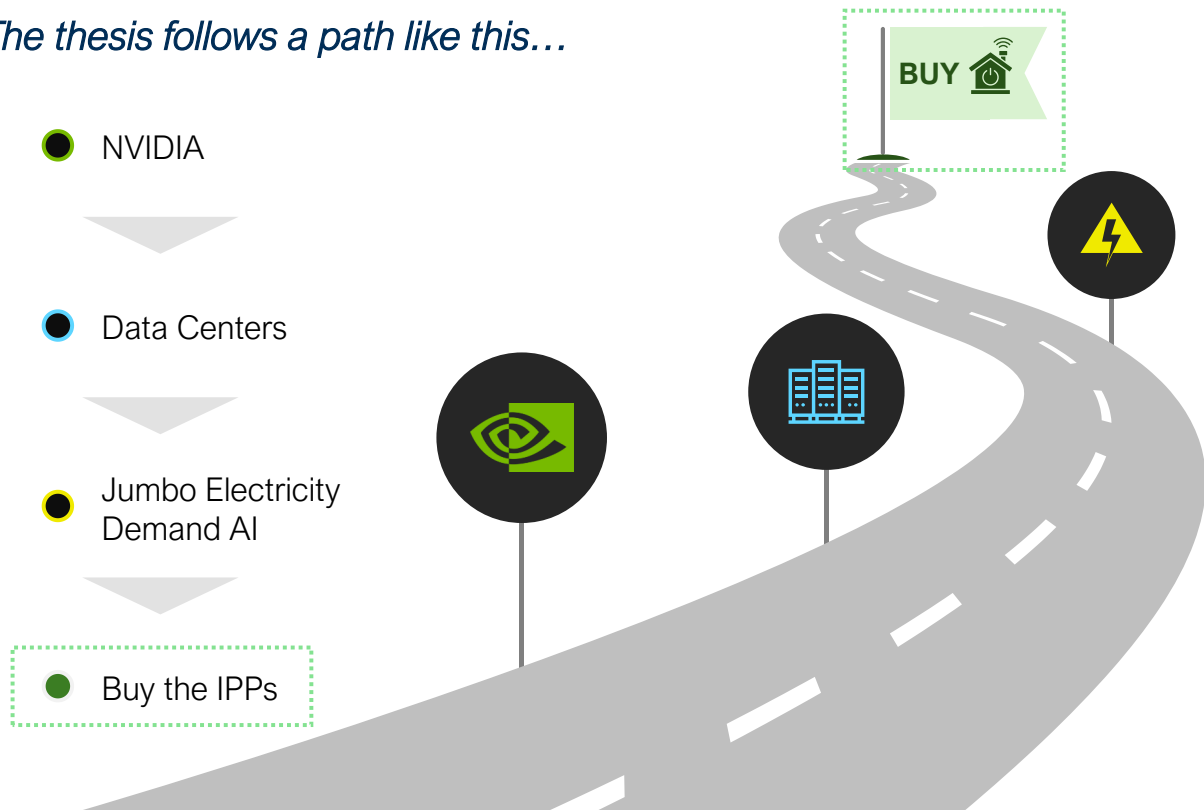 The thesis follows a path like this…
BUY
NVIDIA
Data Centers
Jumbo Electricity
Demand AI
Buy the IPPs